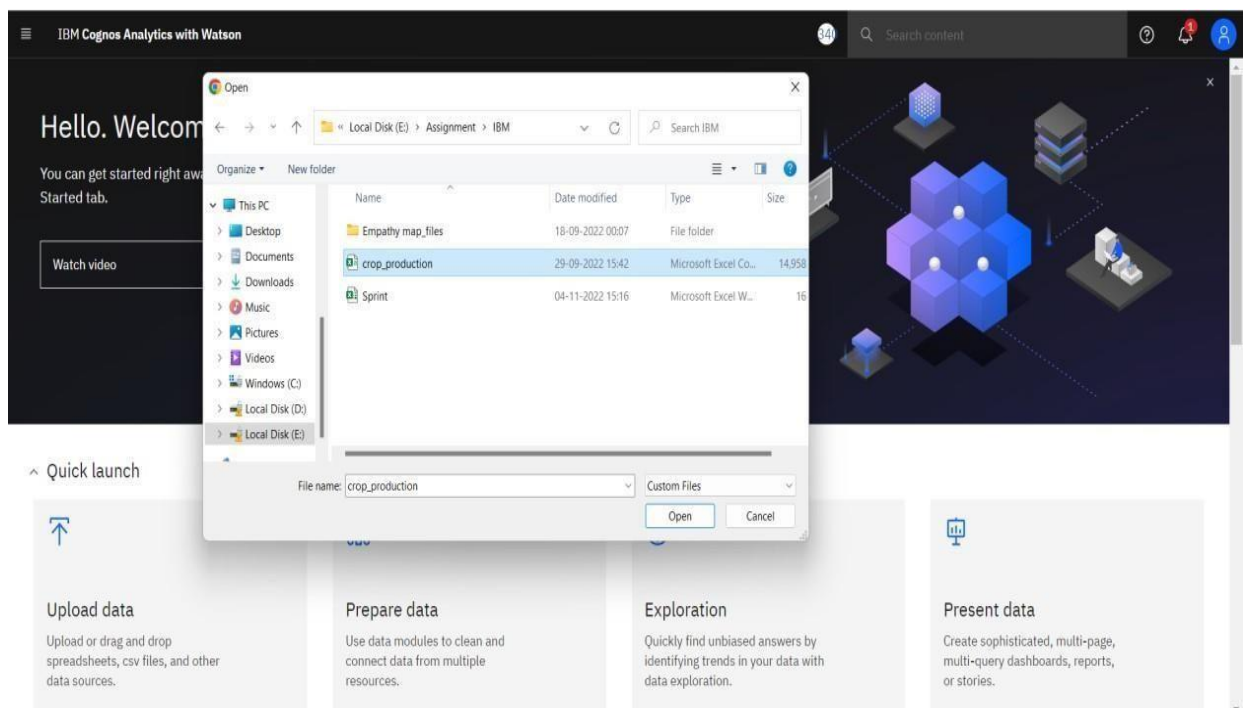 IBM Cognos Analytics with Watson
340
Search content
1
Hello. Welcom
You can get started right awa
Started tab.
Watch video
Open
« Local Disk (E:) > Assignment > IBM
Search IBM
Organize
New folder
This PC
Desktop
Documents
Downloads
Music
Pictures
Videos
Windows (C:)
Local Disk (D:)
Local Disk (E:)
Name Date modified Type Size
Empathy map_files 18-09-2022 00:07 File folder
crop_production 29-09-2022 15:42 Microsoft Excel Co... 14,958
Sprint 04-11-2022 15:16 Microsoft Excel W... 16
File name: crop_production Custom Files
Open Cancel
Quick launch
Upload data
Upload or drag and drop
spreadsheets, csv files, and other
data sources.
Prepare data
Use data modules to clean and
connect data from multiple
resources.
Exploration
Quickly find unbiased answers by
identifying trends in your data with
data exploration.
Present data
Create sophisticated, multi-page,
multi-query dashboards, reports,
or stories.